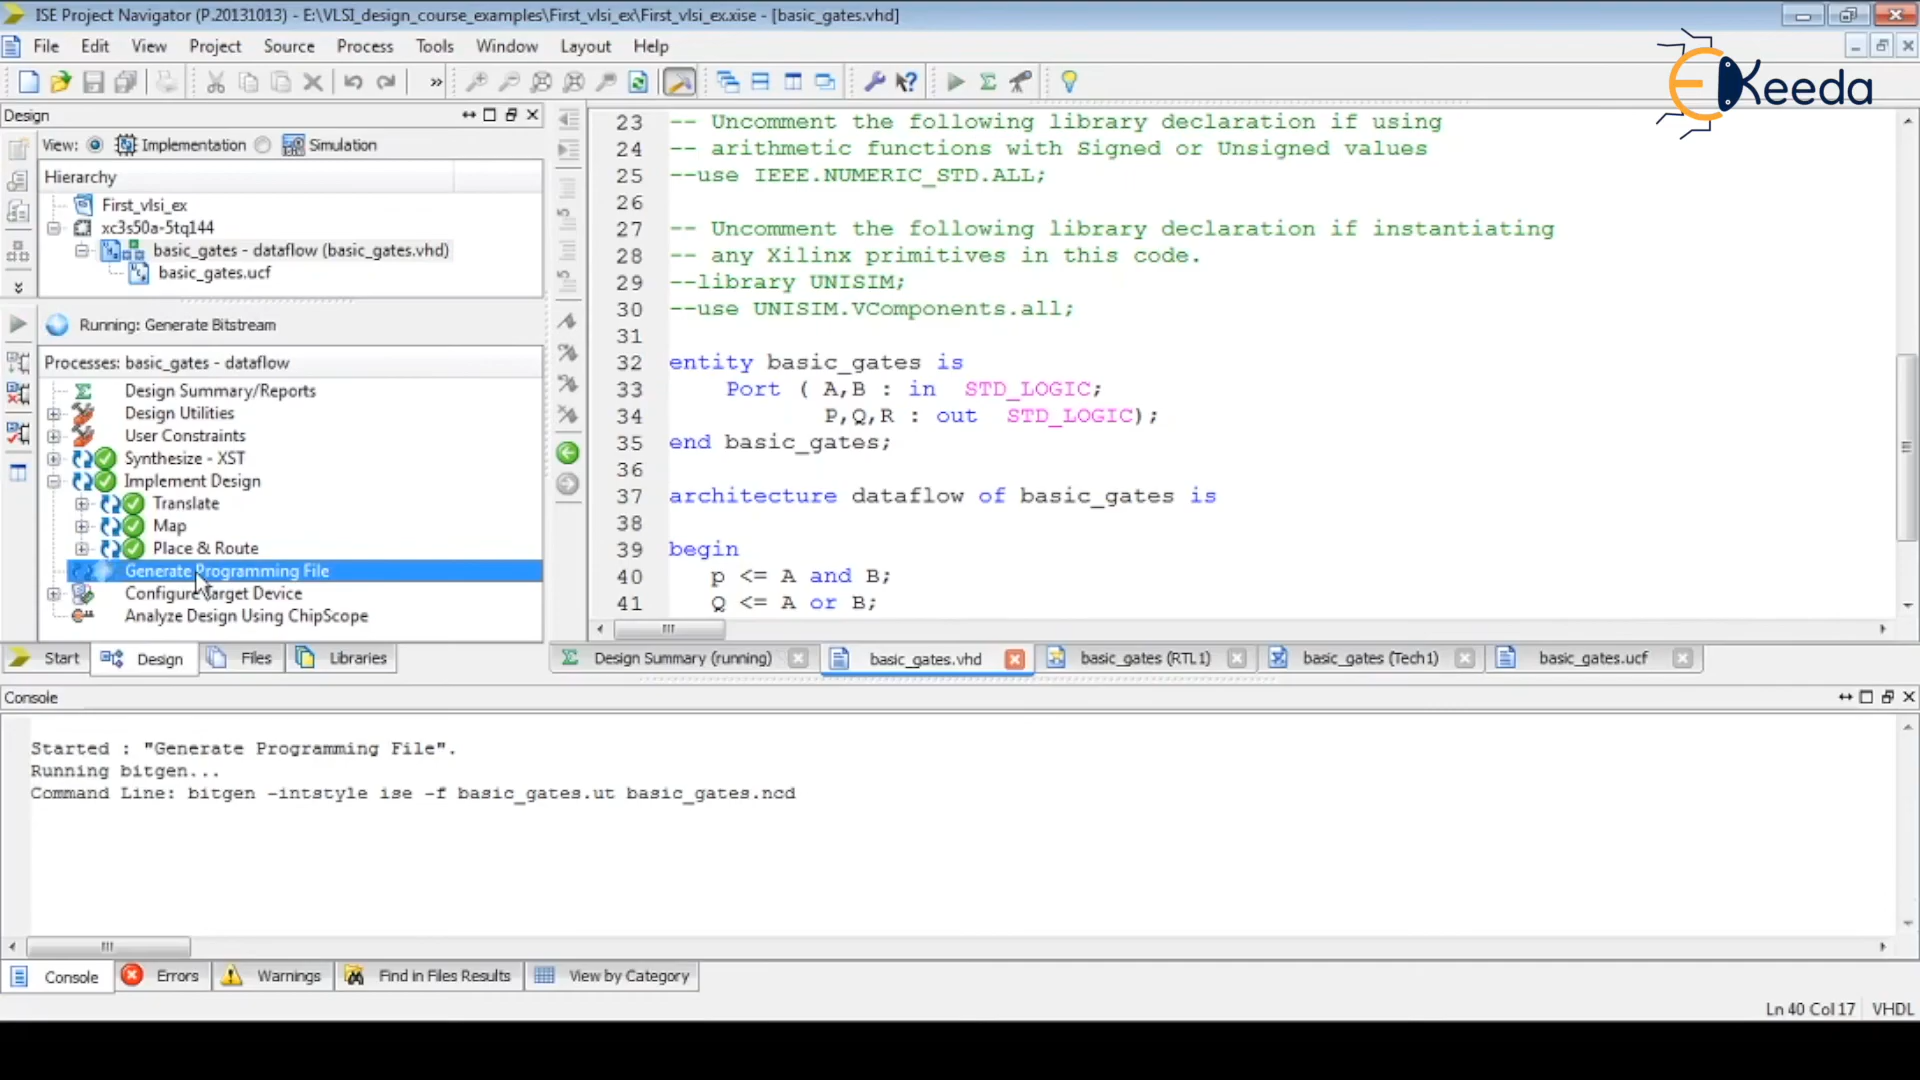 ISE Project Navigator (P.20131013) - E:\VLSI_design_course_examples\First_vlsi_ex\First_vlsi_ex.xise - [basic_gates.vhd]
File Edit View Project Source Process Tools Window Layout Help
EKeeda
Design
View: Implementation Simulation
Hierarchy
First_vlsi_ex
xc3s50a-5tq144
basic_gates - dataflow (basic_gates.vhd)
basic_gates.ucf
Running: Generate Bitstream
Processes: basic_gates - dataflow
Design Summary/Reports
Design Utilities
User Constraints
Synthesize - XST
Implement Design
Translate
Map
Place & Route
Generate Programming File
Configure Target Device
Analyze Design Using ChipScope
Start Design Files Libraries
23 -- Uncomment the following library declaration if using
24 -- arithmetic functions with Signed or Unsigned values
25 --use IEEE.NUMERIC_STD.ALL;
26
27 -- Uncomment the following library declaration if instantiating
28 -- any Xilinx primitives in this code.
29 --library UNISIM;
30 --use UNISIM.VComponents.all;
31
32 entity basic_gates is
33 Port ( A,B : in STD_LOGIC;
34 P,Q,R : out STD_LOGIC);
35 end basic_gates;
36
37 architecture dataflow of basic_gates is
38
39 begin
40 p <= A and B;
41 Q <= A or B;
Design Summary (running) basic_gates.vhd basic_gates (RTL1) basic_gates (Tech1) basic_gates.ucf
Console
Started : "Generate Programming File".
Running bitgen...
Command Line: bitgen -intstyle ise -f basic_gates.ut basic_gates.ncd
Console Errors Warnings Find in Files Results View by Category
Ln 40 Col 17 VHDL